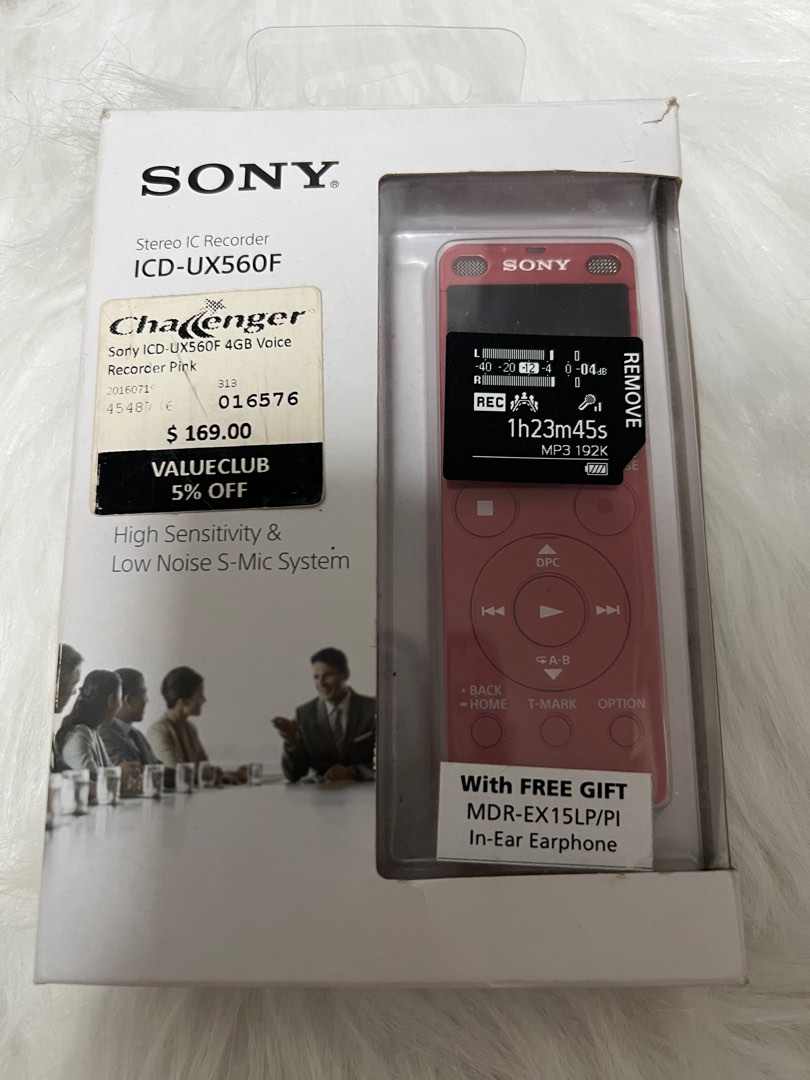 SONY®
Stereo IC Recorder
ICD-UX560F
Challenger
Sony ICD-UX560F 4GB Voice
Recorder Pink
313
016576
$ 169.00
VALUECLUB
5% OFF
High Sensitivity &
Low Noise S-Mic System
SONY
L
-40 -20 -12 -4 0 -04dB
R
REC
1h23m45s
MP3 192K
REMOVE
DPC
A-B
• BACK
HOME
T-MARK
OPTION
With FREE GIFT
MDR-EX15LP/PI
In-Ear Earphone